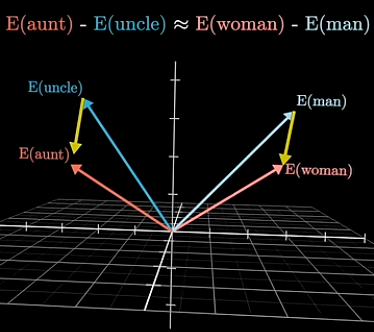 E(aunt) - E(uncle) ≈ E(woman) - E(man)
E(uncle)
E(man)
E(aunt)
E(woman)